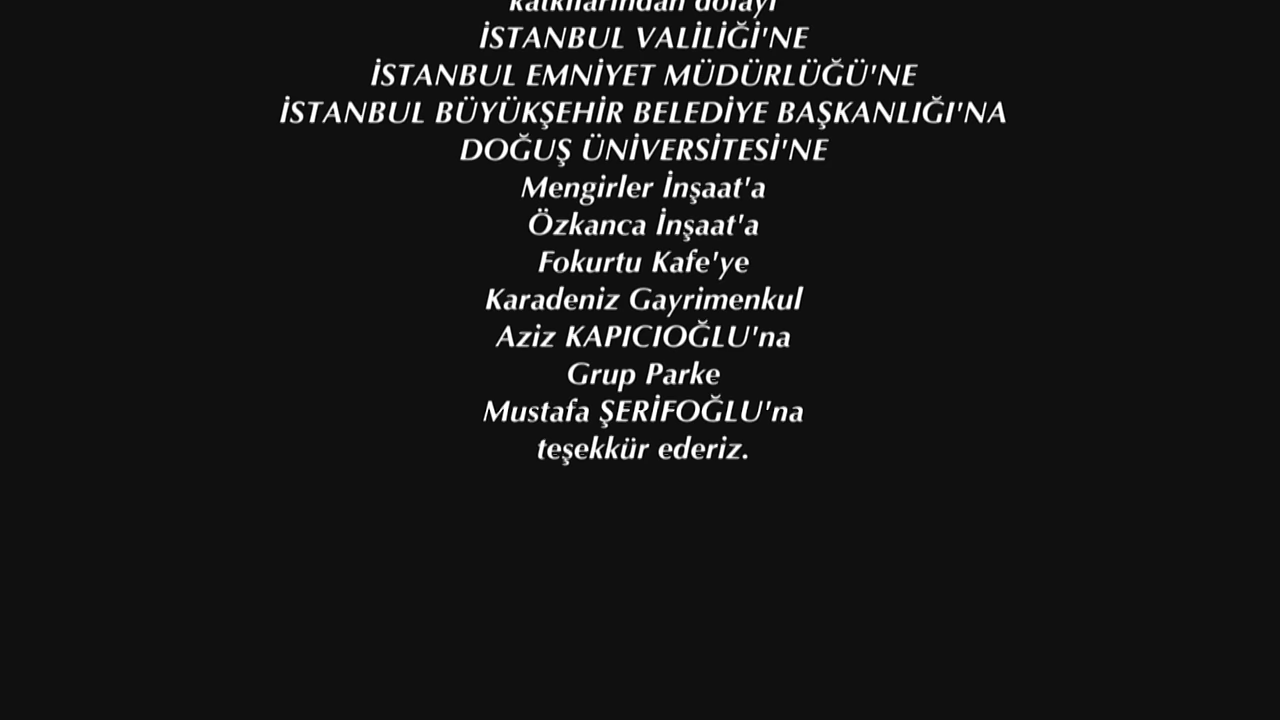 katkılarından dolayı
İSTANBUL VALİLİĞİ'NE
İSTANBUL EMNİYET MÜDÜRLÜĞÜ'NE
İSTANBUL BÜYÜKŞEHİR BELEDİYE BAŞKANLIĞI'NA
DOĞUŞ ÜNİVERSİTESİ'NE
Mengirler İnşaat'a
Özkanca İnşaat'a
Fokurtu Kafe'ye
Karadeniz Gayrimenkul
Aziz KAPICIOĞLU'na
Grup Parke
Mustafa ŞERİFOĞLU'na
teşekkür ederiz.